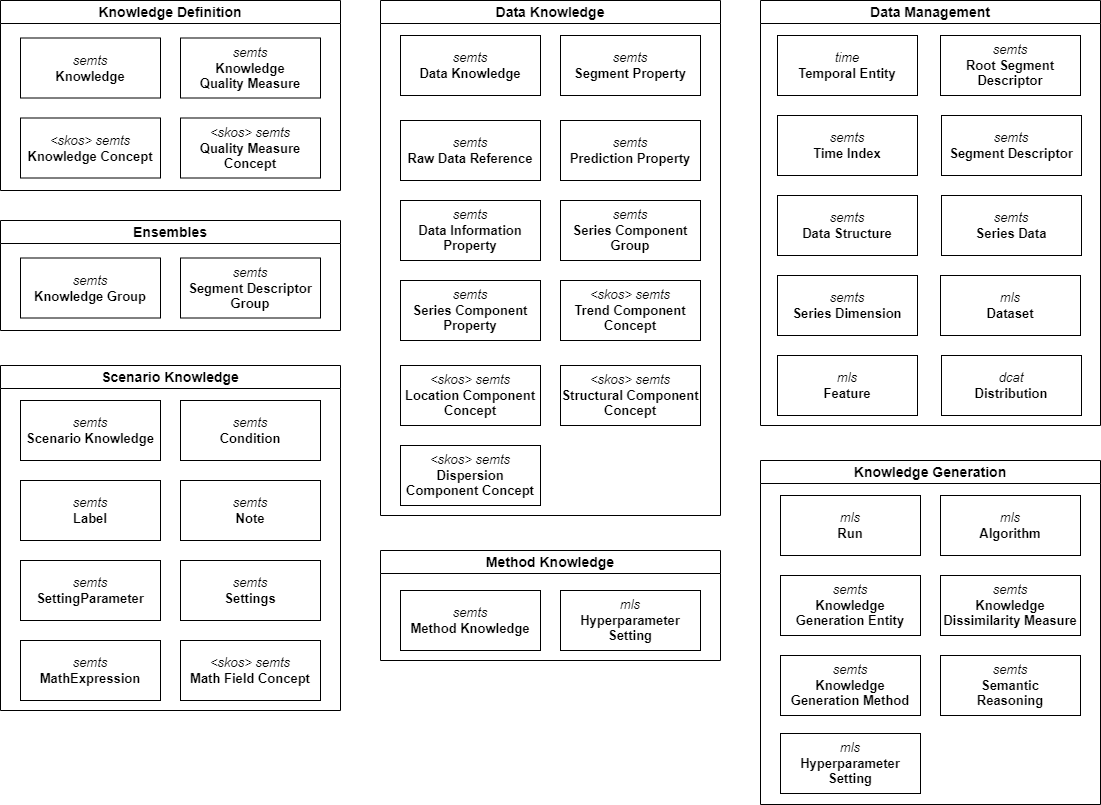 Knowledge Definition
semts
Knowledge
semts
Knowledge
Quality Measure
<skos> semts
Knowledge Concept
<skos> semts
Quality Measure
Concept
Ensembles
semts
Knowledge Group
semts
Segment Descriptor
Group
Scenario Knowledge
semts
Scenario Knowledge
semts
Condition
semts
Label
semts
Note
semts
SettingParameter
semts
Settings
semts
MathExpression
<skos> semts
Math Field Concept
Data Knowledge
semts
Data Knowledge
semts
Segment Property
semts
Raw Data Reference
semts
Prediction Property
semts
Data Information
Property
semts
Series Component
Group
semts
Series Component
Property
<skos> semts
Trend Component
Concept
<skos> semts
Location Component
Concept
<skos> semts
Structural Component
Concept
<skos> semts
Dispersion
Component Concept
Method Knowledge
semts
Method Knowledge
mls
Hyperparameter
Setting
Data Management
time
Temporal Entity
semts
Root Segment
Descriptor
semts
Time Index
semts
Segment Descriptor
semts
Data Structure
semts
Series Data
semts
Series Dimension
mls
Dataset
mls
Feature
dcat
Distribution
Knowledge Generation
mls
Run
mls
Algorithm
semts
Knowledge
Generation Entity
semts
Knowledge
Dissimilarity Measure
semts
Knowledge
Generation Method
semts
Semantic
Reasoning
mls
Hyperparameter
Setting